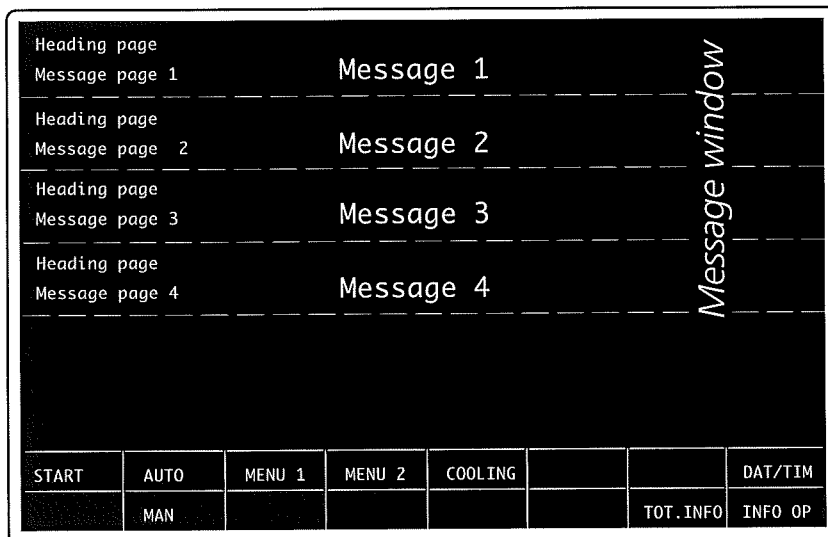 Heading page
Message page 1
Message 1
Heading page
Message page 2
Message 2
Heading page
Message page 3
Message 3
Heading page
Message page 4
Message 4
Message window
START AUTO MENU 1 MENU 2 COOLING DAT/TIM
MAN TOT.INFO INFO OP